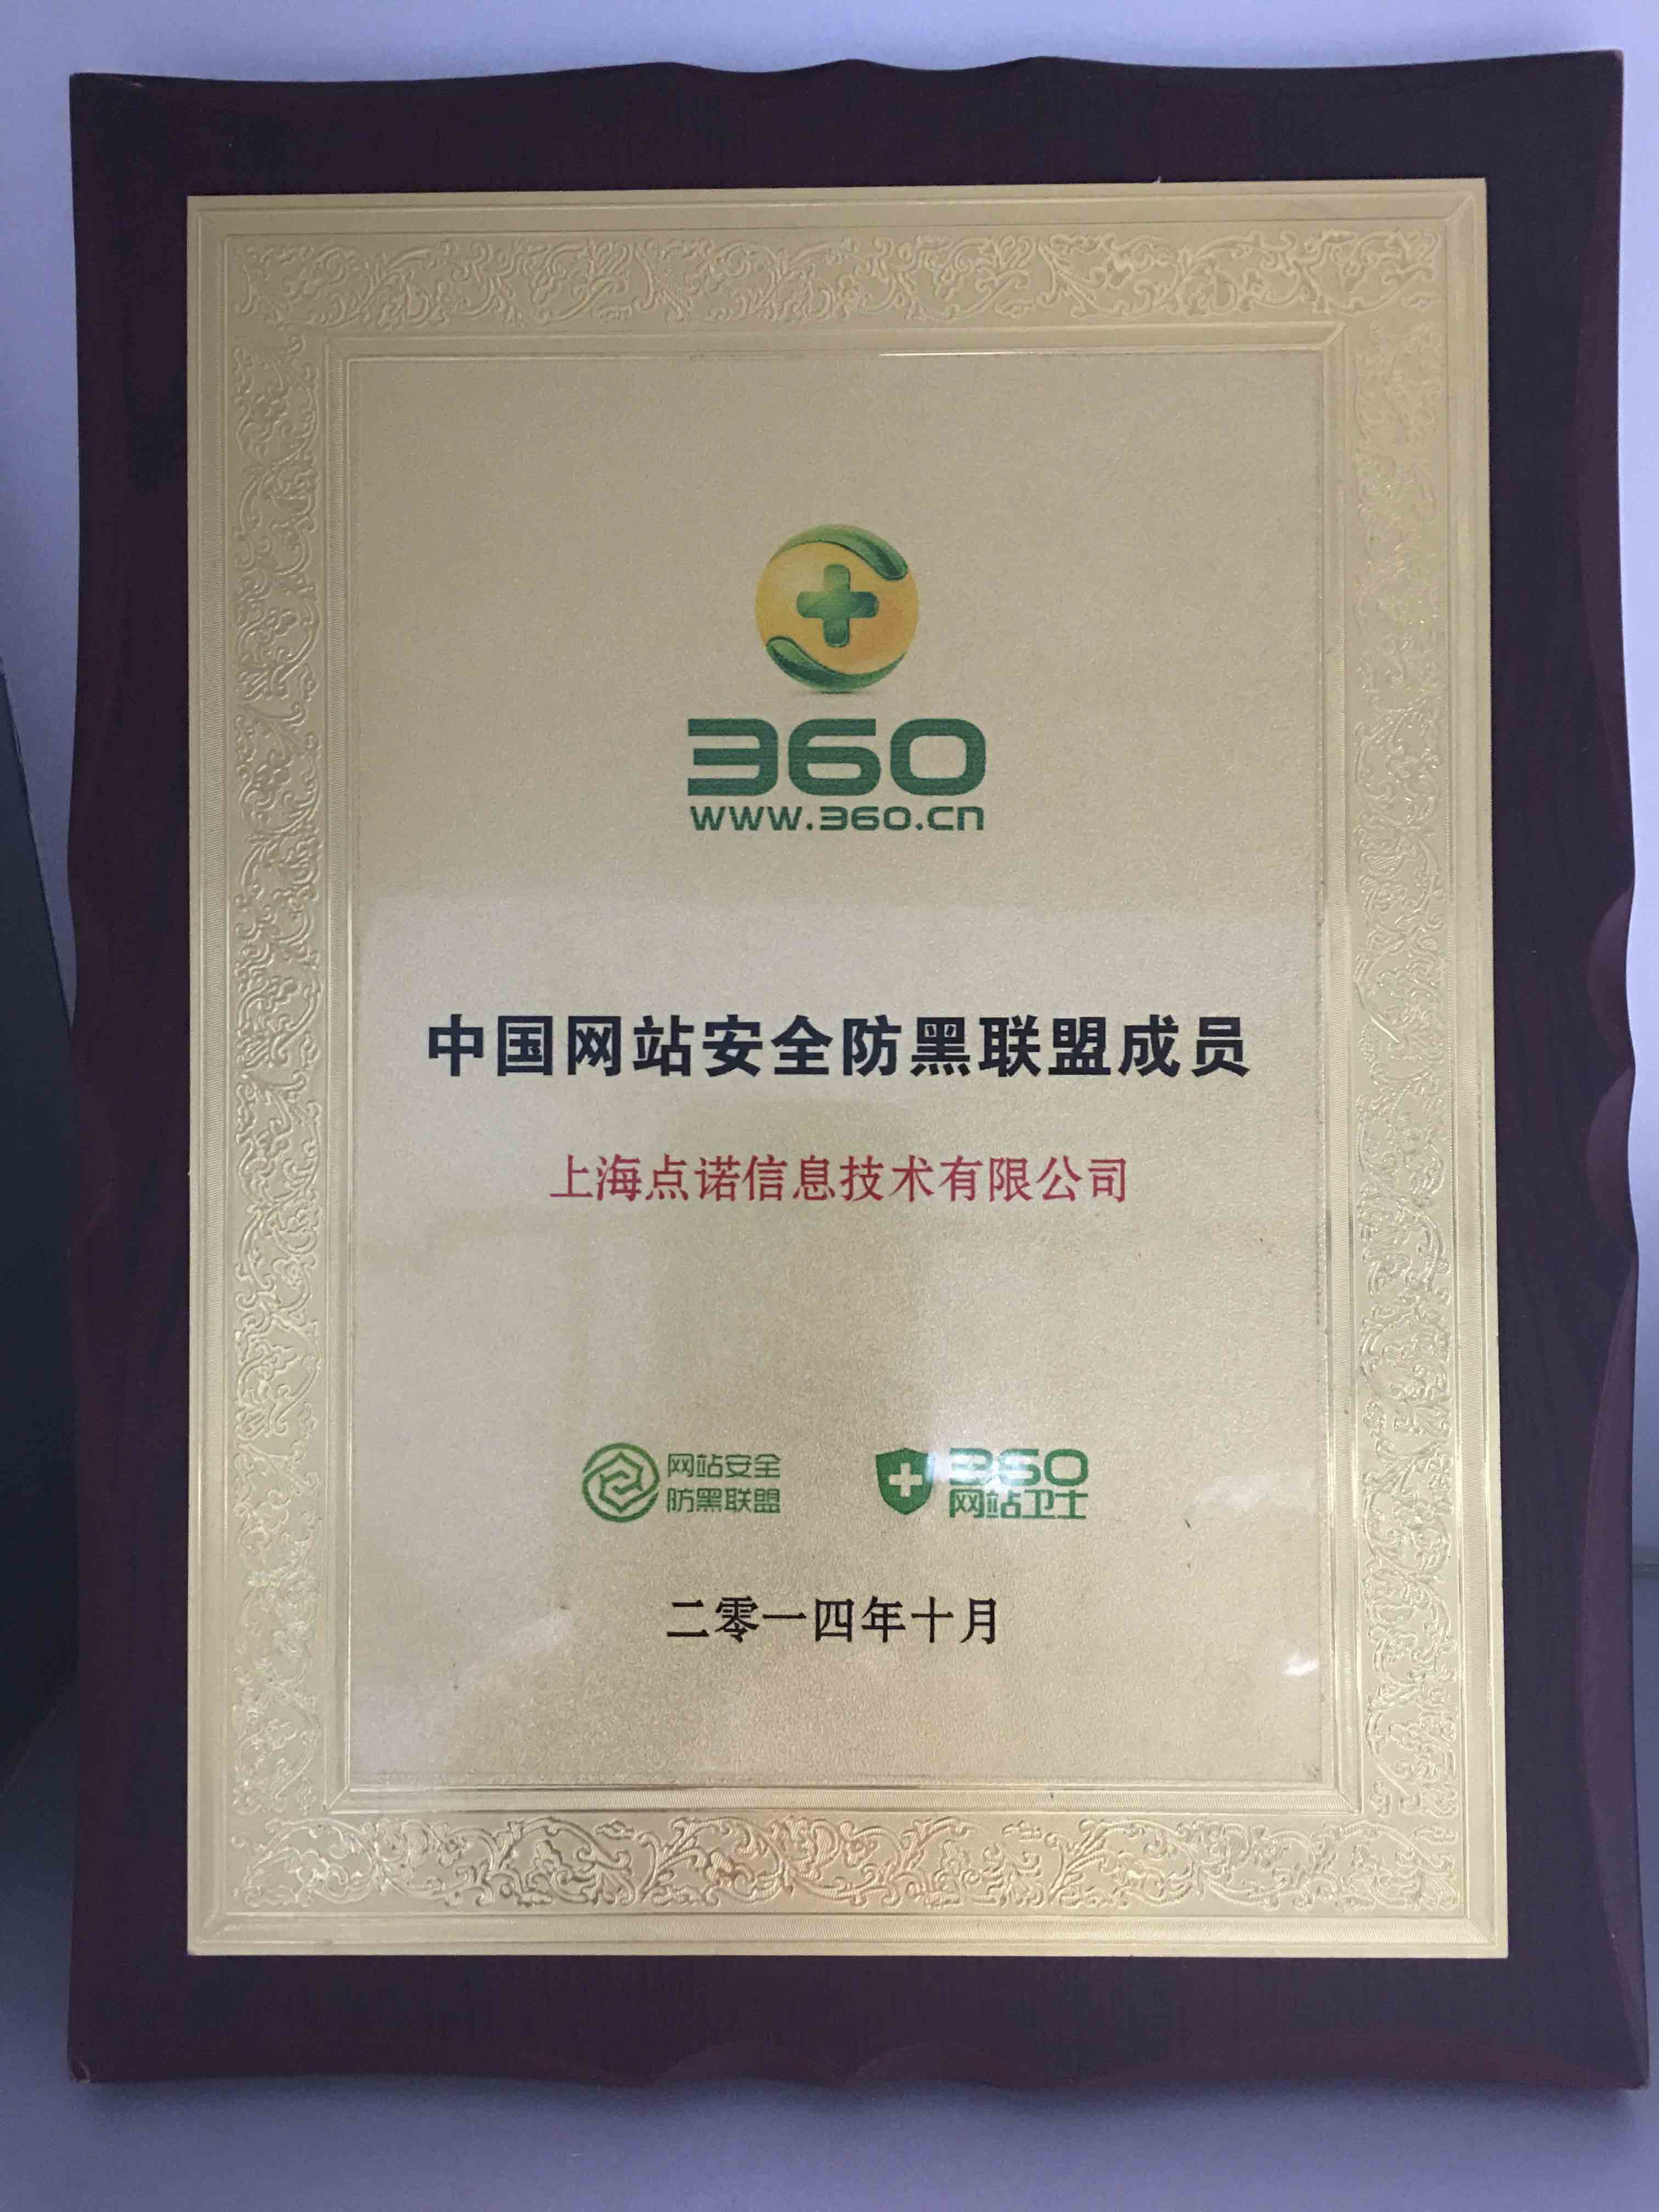 360
www.360.cn
中国网站安全防黑联盟成员
上海点诺信息技术有限公司
网站安全
防黑联盟
360
网站卫士
二零一四年十月